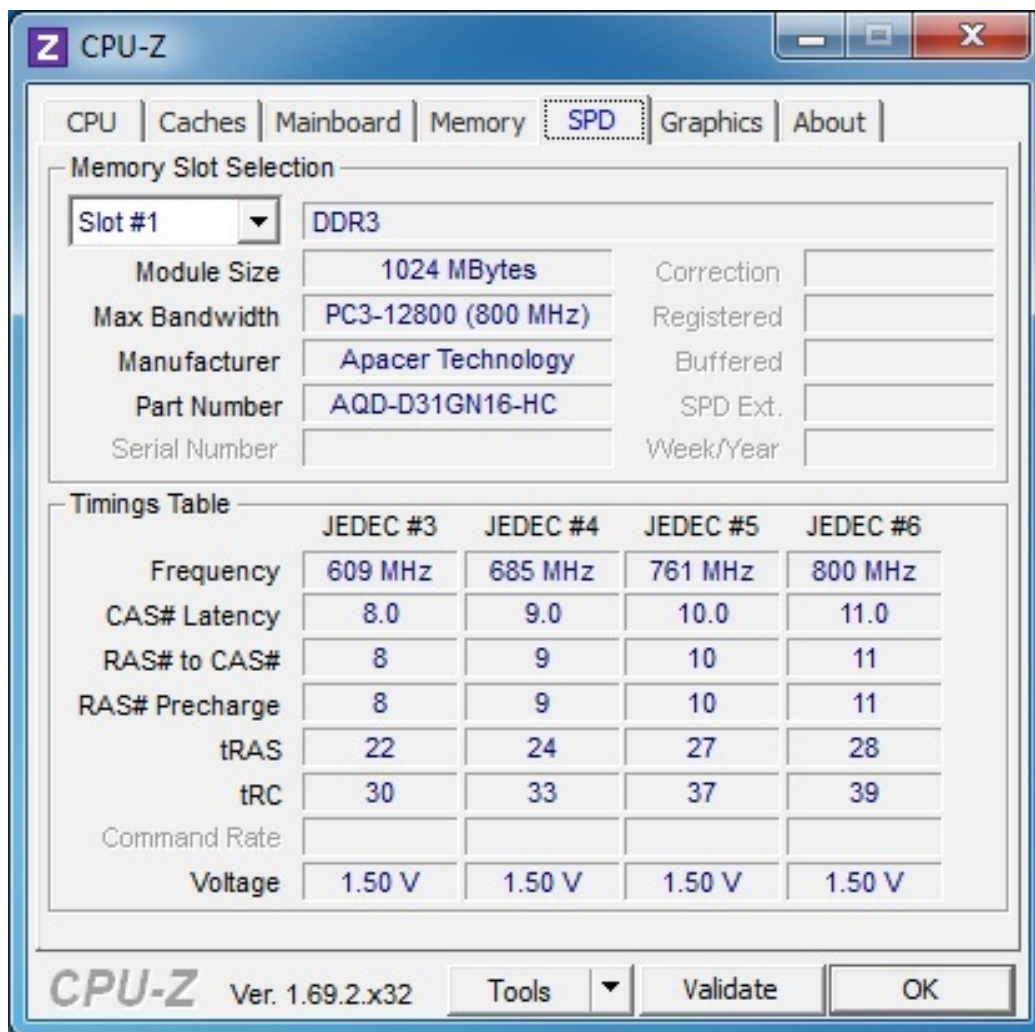 Z CPU-Z
CPU Caches Mainboard Memory SPD Graphics About
Memory Slot Selection
Slot #1 DDR3
Module Size 1024 MBytes Correction
Max Bandwidth PC3-12800 (800 MHz) Registered
Manufacturer Apacer Technology Buffered
Part Number AQD-D31GN16-HC SPD Ext.
Serial Number Week/Year
Timings Table
JEDEC #3 JEDEC #4 JEDEC #5 JEDEC #6
Frequency 609 MHz 685 MHz 761 MHz 800 MHz
CAS# Latency 8.0 9.0 10.0 11.0
RAS# to CAS# 8 9 10 11
RAS# Precharge 8 9 10 11
tRAS 22 24 27 28
tRC 30 33 37 39
Command Rate
Voltage 1.50 V 1.50 V 1.50 V 1.50 V
CPU-Z Ver. 1.69.2.x32 Tools Validate OK